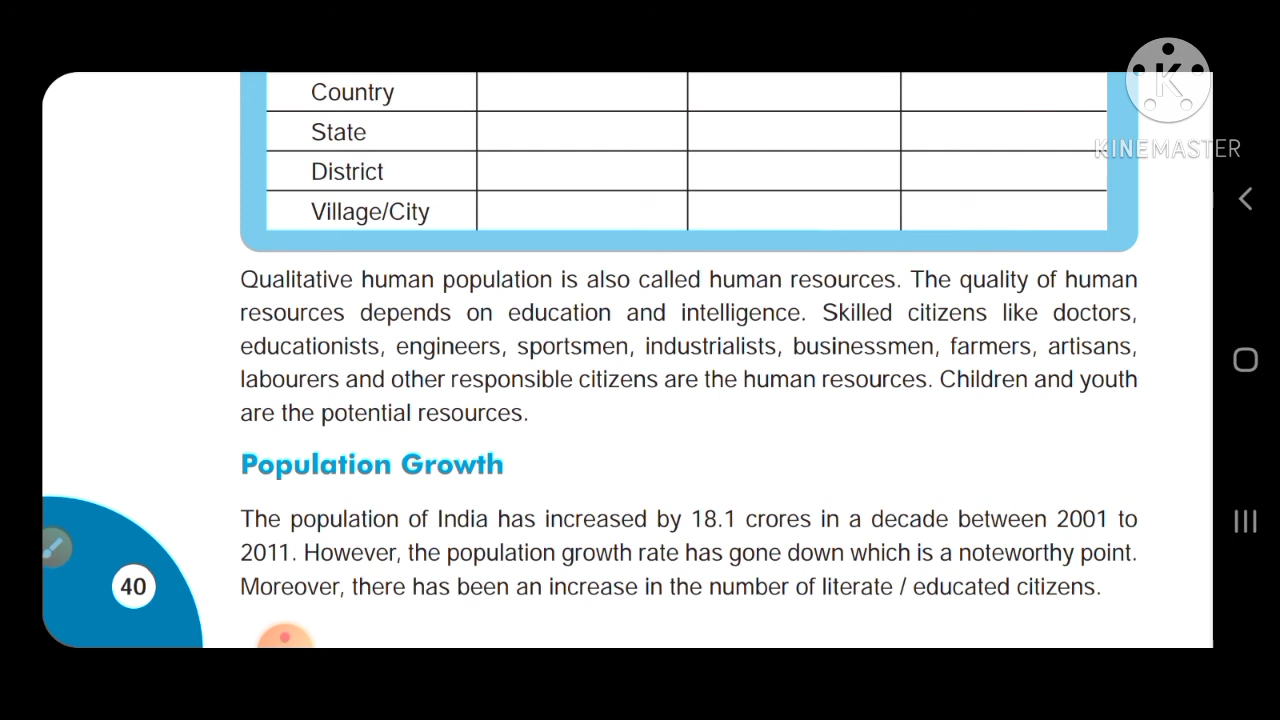 Country
K
KINEMASTER
State
District
Village/City
Qualitative human population is also called human resources. The quality of human
resources depends on education and intelligence. Skilled citizens like doctors,
educationists, engineers, sportsmen, industrialists, businessmen, farmers, artisans,
labourers and other responsible citizens are the human resources. Children and youth
are the potential resources.
Population Growth
The population of India has increased by 18.1 crores in a decade between 2001 to
2011. However, the population growth rate has gone down which is a noteworthy point.
Moreover, there has been an increase in the number of literate / educated citizens.
40